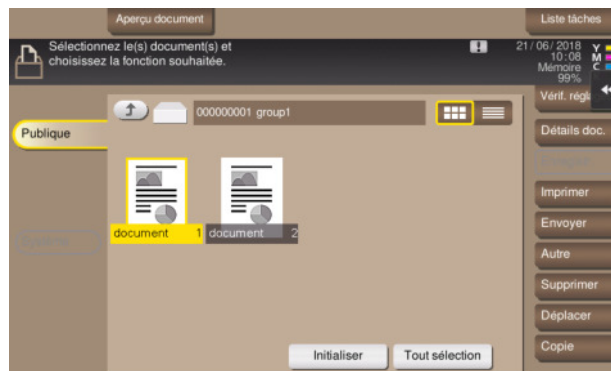 Aperçu document
Liste tâches
Sélectionnez le(s) document(s) et
choisissez la fonction souhaitée.
21/06/2018
10:08
Mémoire
99%
Y
M
C
Vérif. régl
000000001 group1
Publique
Détails doc.
Imprimer
Envoyer
document 1
document 2
Autre
Supprimer
Déplacer
Initialiser
Tout sélection
Copie